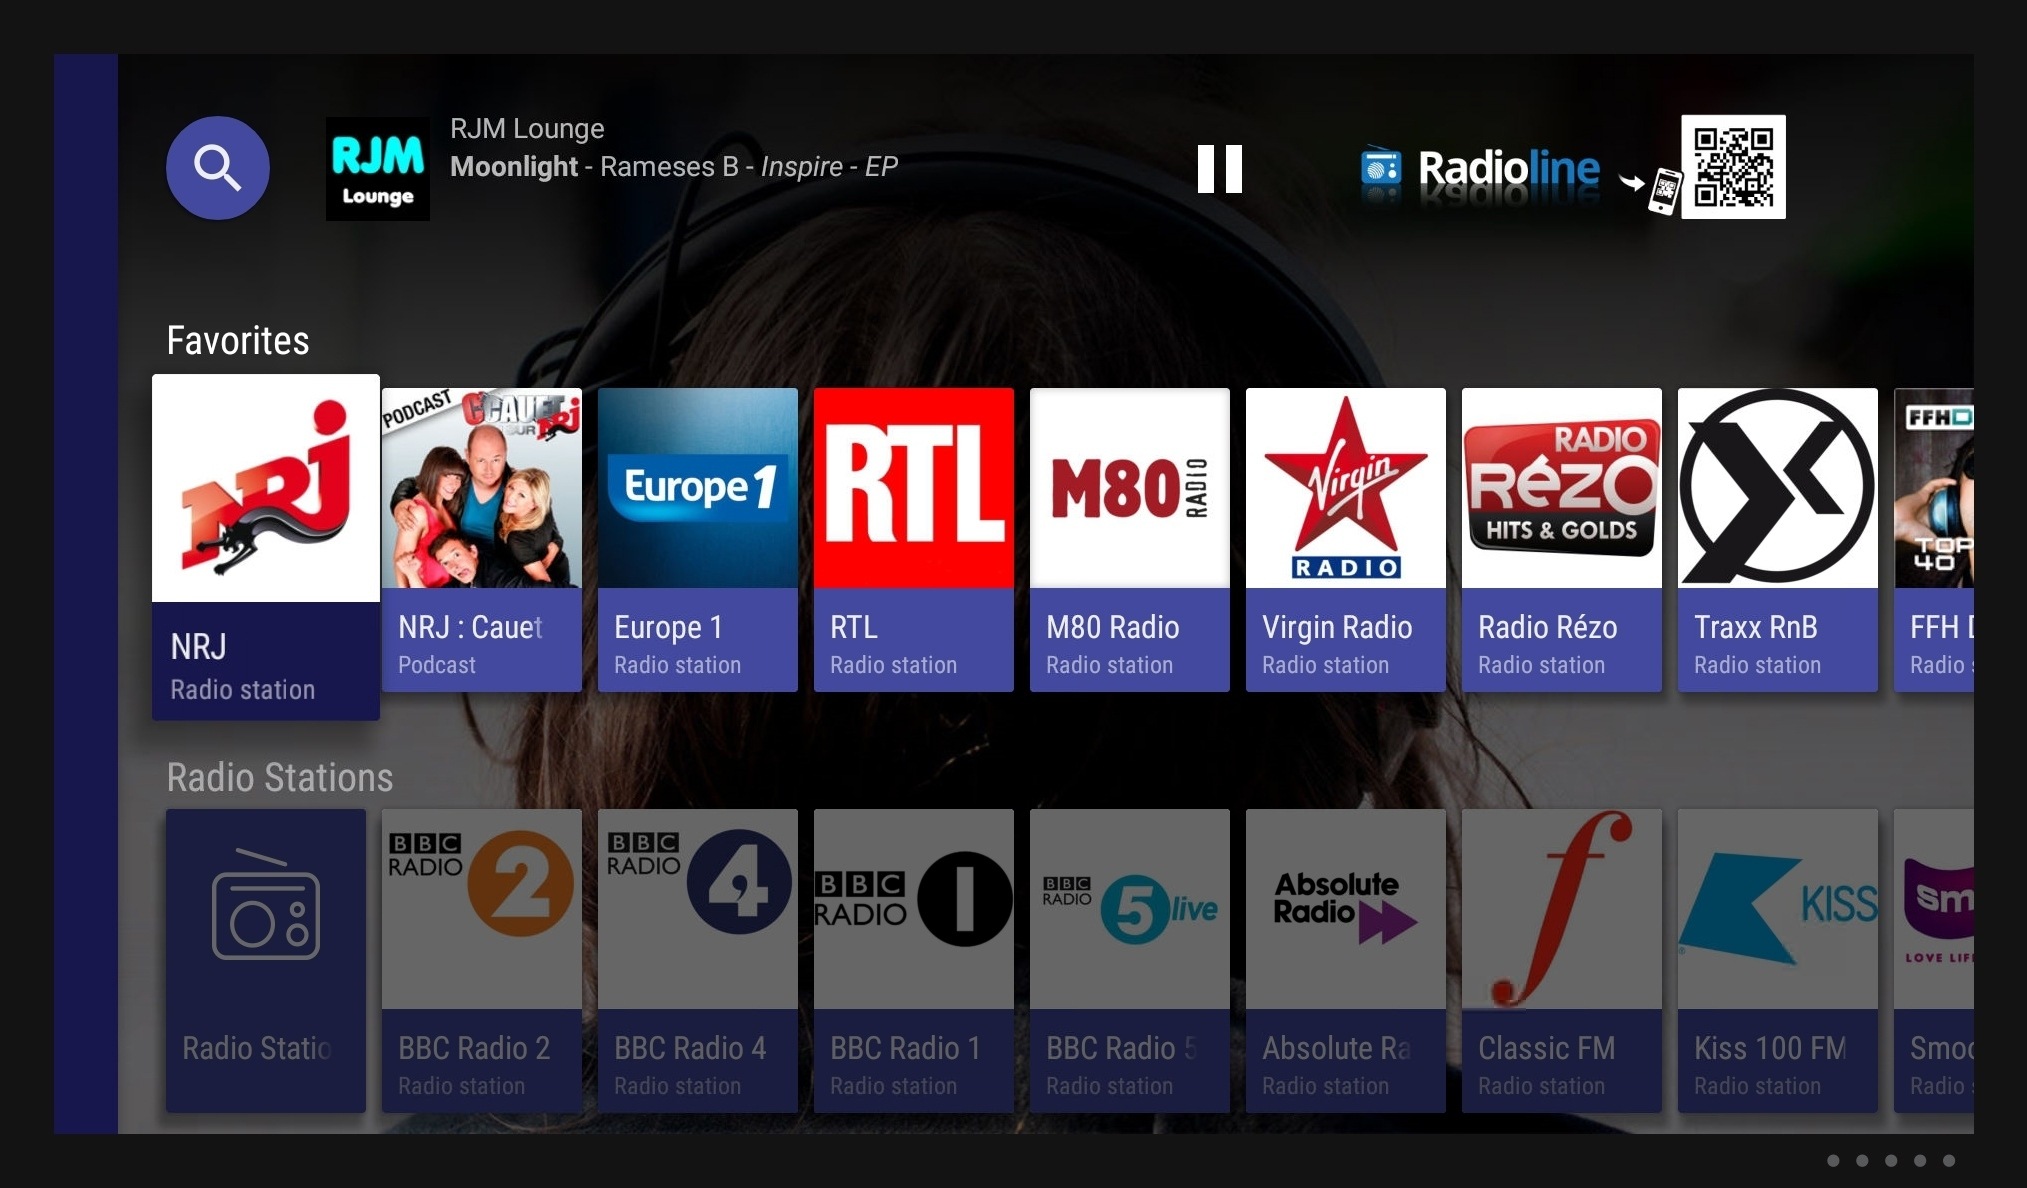 RJM
Lounge
RJM Lounge
Moonlight - Rameses B - Inspire - EP
Radioline
Favorites
NRJ
NRJ
Radio station
PODCAST
C'CAUET
SUR NRJ
NRJ : Cauet
Podcast
Europe 1
Europe 1
Radio station
RTL
RTL
Radio station
M80 RADIO
M80 Radio
Radio station
Virgin
RADIO
Virgin Radio
Radio station
RADIO
RéZO
HITS & GOLDS
Radio Rézo
Radio station
X
Traxx RnB
Radio station
FFH D
TOP
40
FFH D
Radio s
Radio Stations
Radio Statio
BBC
RADIO 2
BBC Radio 2
Radio station
BBC
RADIO 4
BBC Radio 4
Radio station
BBC
RADIO 1
BBC Radio 1
Radio station
BBC
RADIO 5 live
BBC Radio 5
Radio station
Absolute
Radio
Absolute Ra
Radio station
f
Classic FM
Radio station
KISS
Kiss 100 FM
Radio station
Sm
LOVE LIF
Smoo
Radio s